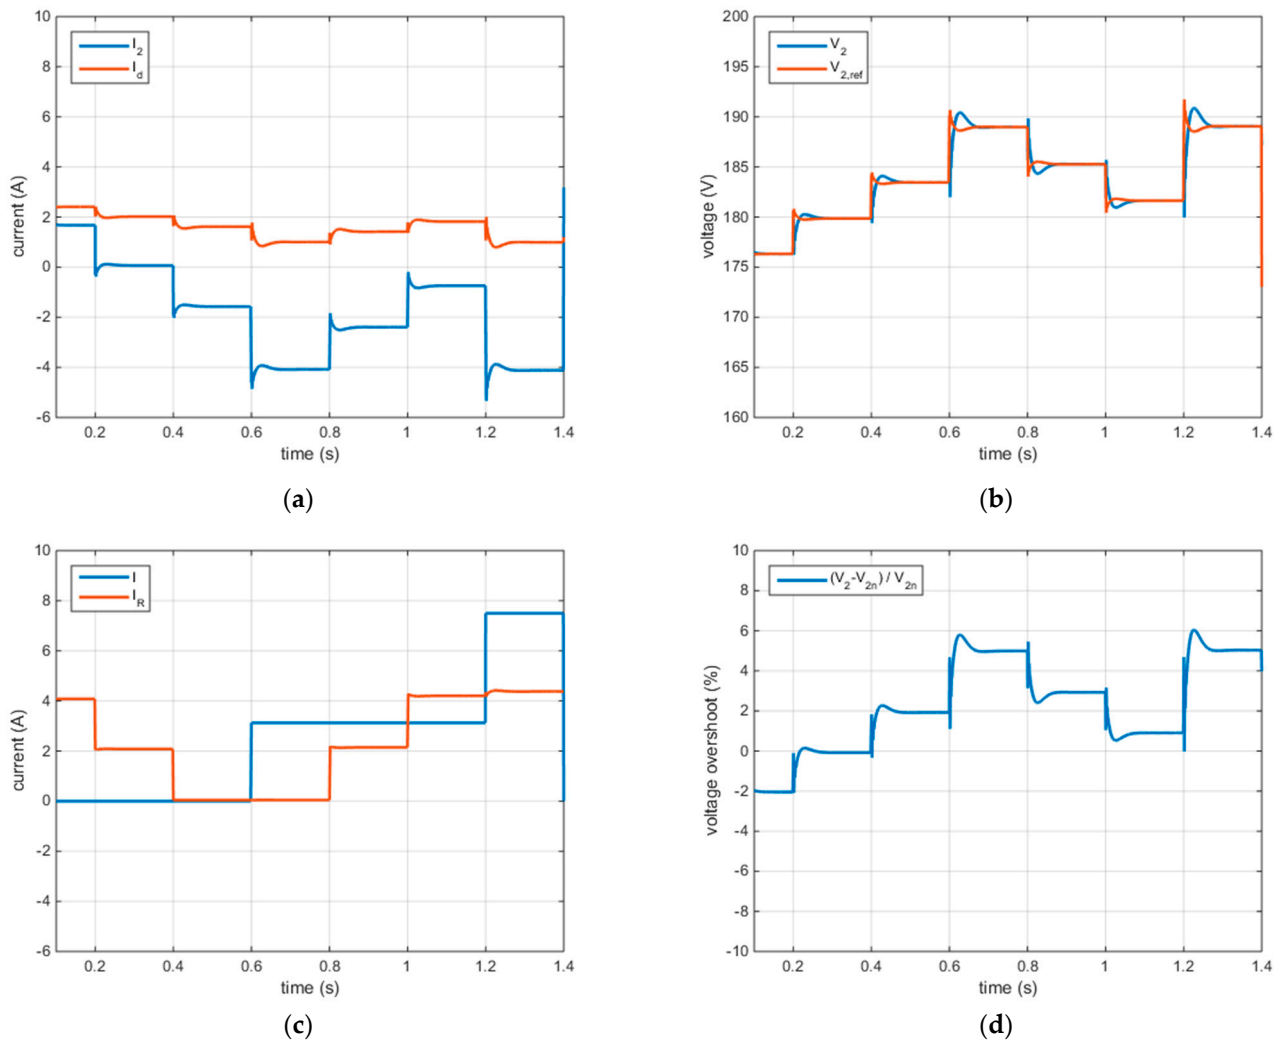 10
8
6
4
2
0
-2
-4
-6
0.2 0.4 0.6 0.8 1 1.2 1.4
time (s)
current (A)
I2
Id
(a)
200
195
190
185
180
175
170
165
160
0.2 0.4 0.6 0.8 1 1.2 1.4
time (s)
voltage (V)
V2
V2,ref
(b)
10
8
6
4
2
0
-2
-4
-6
0.2 0.4 0.6 0.8 1 1.2 1.4
time (s)
current (A)
I
IR
(c)
10
8
6
4
2
0
-2
-4
-6
-8
-10
0.2 0.4 0.6 0.8 1 1.2 1.4
time (s)
voltage overshoot (%)
(V2-V2n) / V2n
(d)